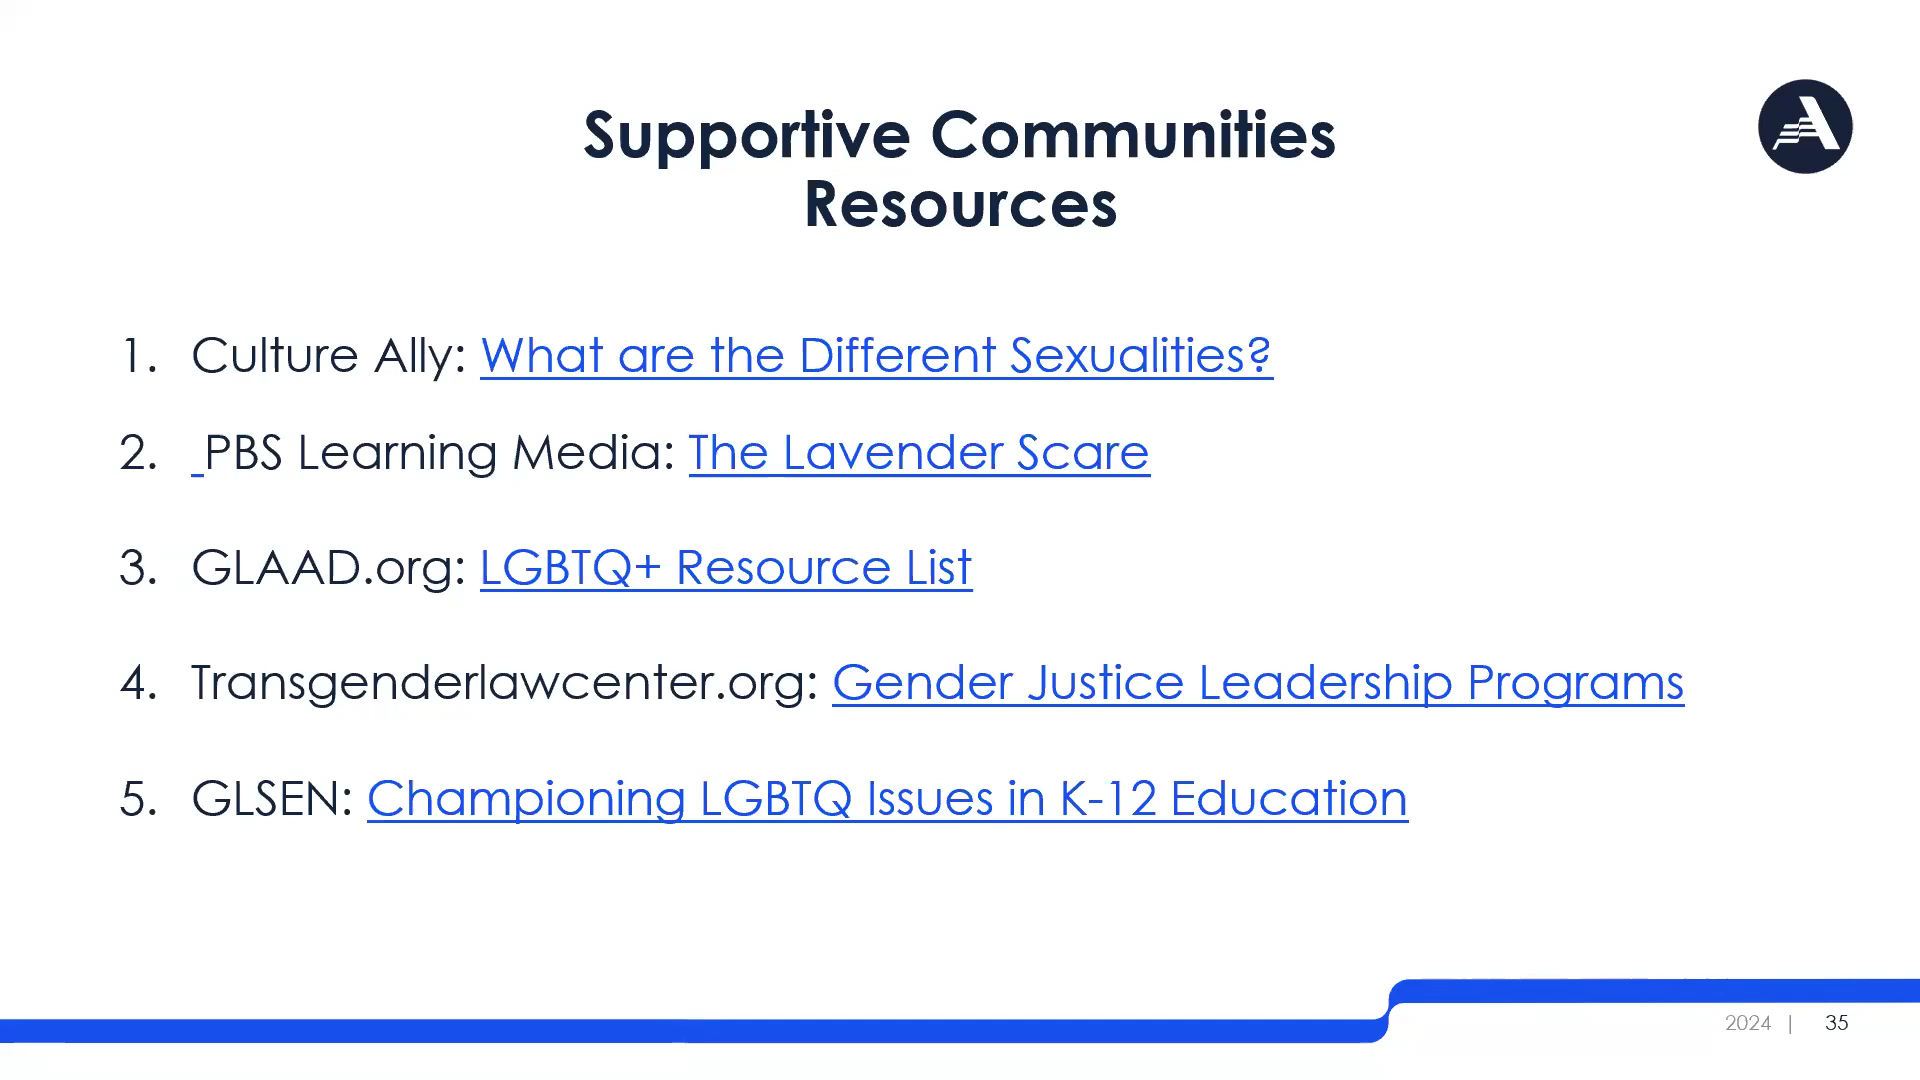 Supportive Communities
Resources
1. Culture Ally: What are the Different Sexualities?
2. PBS Learning Media: The Lavender Scare
3. GLAAD.org: LGBTQ+ Resource List
4. Transgenderlawcenter.org: Gender Justice Leadership Programs
5. GLSEN: Championing LGBTQ Issues in K-12 Education
2024 | 35